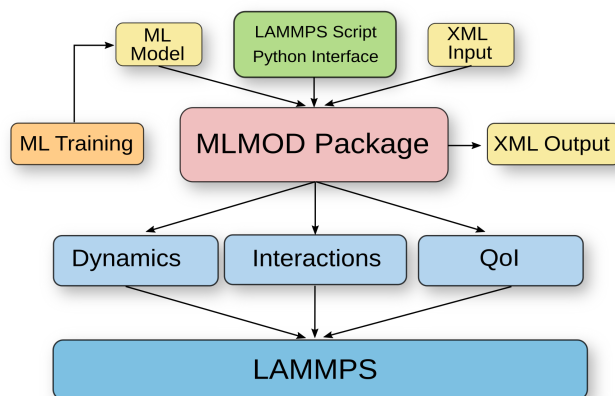 ML
Model
LAMMPS Script
Python Interface
XML
Input
ML Training
MLMOD Package
XML Output
Dynamics
Interactions
QoI
LAMMPS